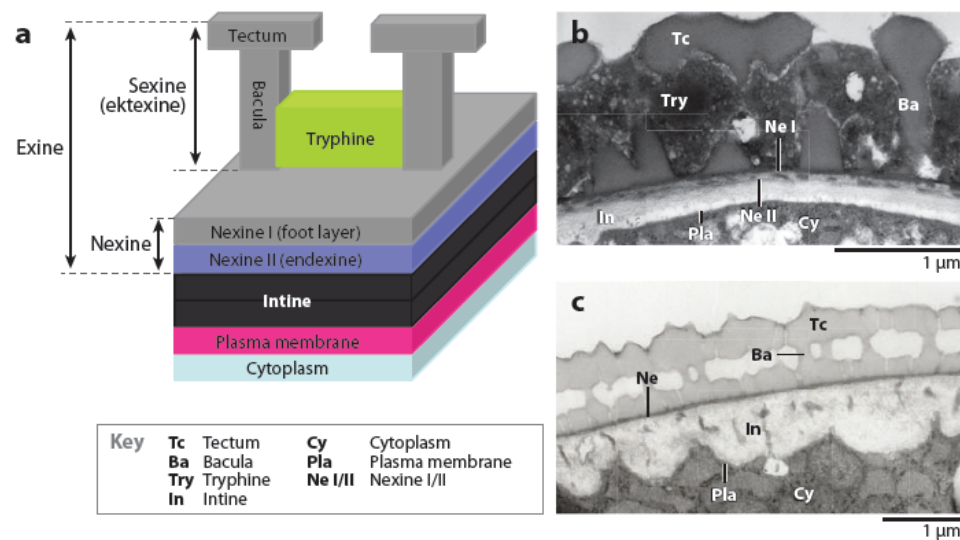 a
Tectum
Sexine
(ektexine)
Bacula
Exine
Tryphine
Nexine
Nexine I (foot layer)
Nexine II (endexine)
Intine
Plasma membrane
Cytoplasm
Key
Tc Tectum
Ba Bacula
Try Tryphine
In Intine
Cy Cytoplasm
Pla Plasma membrane
Ne I/II Nexine I/II
b
Tc
Try
Ba
Ne I
In
Ne II
Pla
Cy
1 μm
c
Tc
Ba
Ne
In
Pla
Cy
1 μm